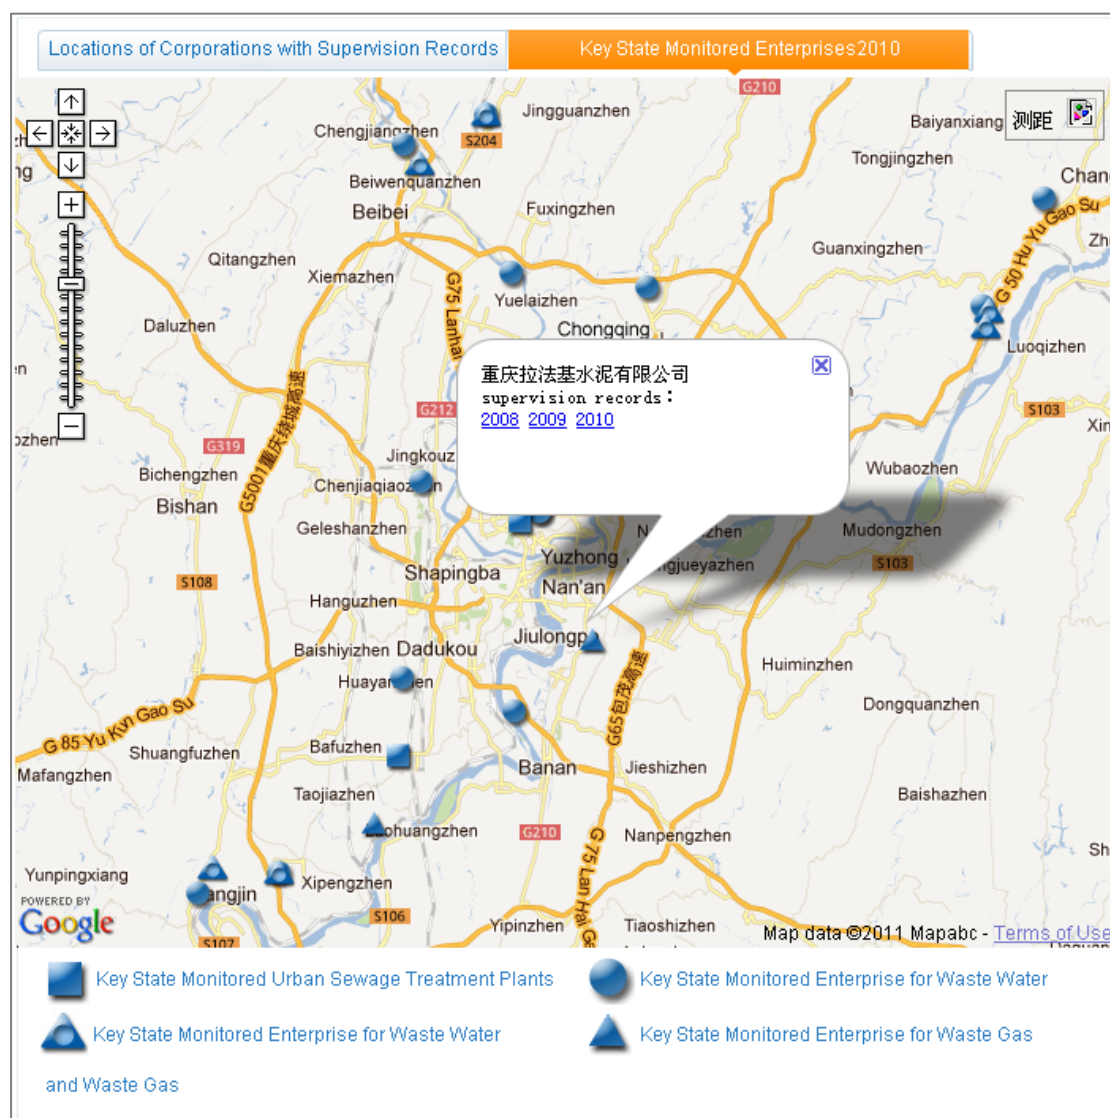 Locations of Corporations with Supervision Records
Key State Monitored Enterprises2010
G210
Jingguanzhen
测距
Baiyanxiang
Chengjiangzhen
S204
Tongjingzhen
Beiwenquanzhen
Beibei
Fuxingzhen
G 50 Hu Yu Gao Su
Guanxingzhen
Qitangzhen
Xiemazhen
Yuelaizhen
G75 Lanhai
Daluzhen
Chongqing
Luoqizhen
重庆拉法基水泥有限公司
supervision records:
2008 2009 2010
G212
S103
G319
G5001重庆绕城高速
Jingkouz
Wubaozhen
Bichengzhen
Bishan
Geleshanzhen
Mudongzhen
Yuzhong
S103
Shapingba
S108
Nan'an
Hanguzhen
Jiulongpo
Baishiyizhen
Dadukou
Huiminzhen
G65包茂高速
Dongquanzhen
G 85 Yu Kun Gao Su
Shuangfuzhen
Bafuzhen
Banan
Jieshizhen
Mafangzhen
Taojiazhen
Baishazhen
G210
Nanpengzhen
G 75 Lan Hai Ga
Yunpingxiang
Xipengzhen
POWERED BY
Google
S106
Yipinzhen
Tiaoshizhen
S107
Map data ©2011 Mapabc - Terms of Use
Key State Monitored Urban Sewage Treatment Plants
Key State Monitored Enterprise for Waste Water
Key State Monitored Enterprise for Waste Water
and Waste Gas
Key State Monitored Enterprise for Waste Gas